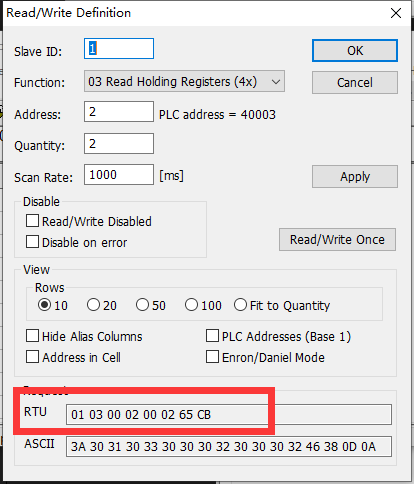 Read/Write Definition
Slave ID: 1 OK
Function: 03 Read Holding Registers (4x) Cancel
Address: 2 PLC address = 40003
Quantity: 2
Scan Rate: 1000 [ms] Apply
Disable
Read/Write Disabled
Disable on error
Read/Write Once
View
Rows
10 20 50 100 Fit to Quantity
Hide Alias Columns PLC Addresses (Base 1)
Address in Cell Enron/Daniel Mode
Request
RTU 01 03 00 02 00 02 65 CB
ASCII 3A 30 31 30 33 30 30 30 32 30 30 30 32 46 38 0D 0A